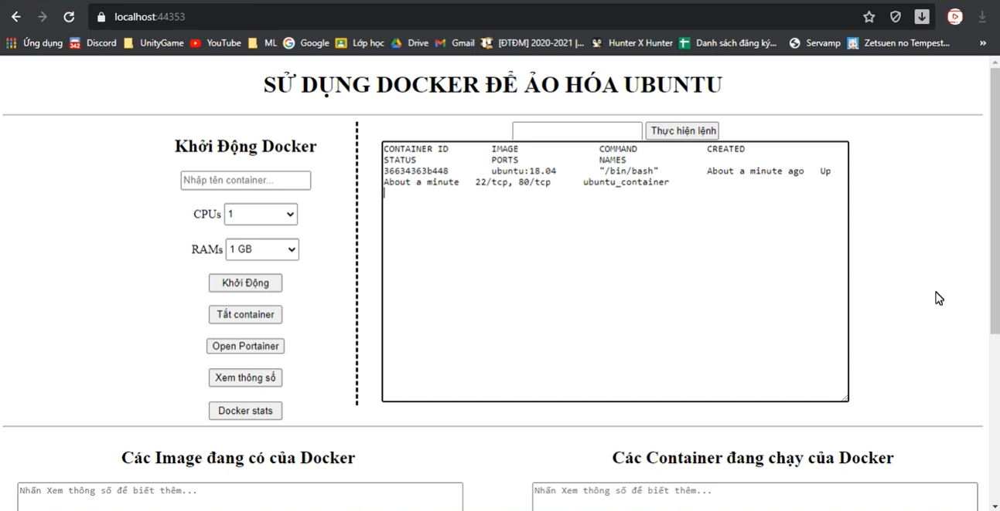 localhost:44353
Ứng dụng Discord UnityGame YouTube ML Google Lớp học Drive Gmail [ĐTĐM] 2020-2021 |... Hunter X Hunter Danh sách đăng ký... Servamp Zetsuen no Tempest... »
SỬ DỤNG DOCKER ĐỂ ẢO HÓA UBUNTU
Khởi Động Docker
Nhập tên container...
CPUs 1
RAMs 1 GB
Khởi Động
Tắt container
Open Portainer
Xem thông số
Docker stats
Thực hiện lệnh
CONTAINER ID IMAGE COMMAND CREATED
STATUS PORTS NAMES
36634363b448 ubuntu:18.04 "/bin/bash" About a minute ago Up
About a minute 22/tcp, 80/tcp ubuntu_container
Các Image đang có của Docker
Nhấn Xem thông số để biết thêm...
Các Container đang chạy của Docker
Nhấn Xem thông số để biết thêm...